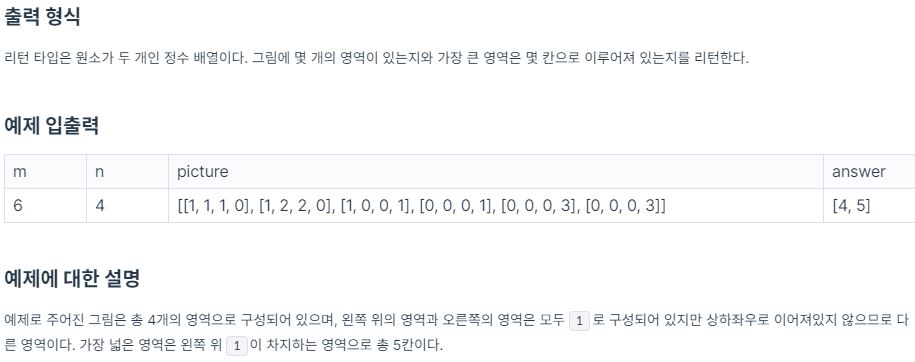 출력 형식
리턴 타입은 원소가 두 개인 정수 배열이다. 그림에 몇 개의 영역이 있는지와 가장 큰 영역은 몇 칸으로 이루어져 있는지를 리턴한다.
예제 입출력
m n picture answer
6 4 [[1, 1, 1, 0], [1, 2, 2, 0], [1, 0, 0, 1], [0, 0, 0, 1], [0, 0, 0, 3], [0, 0, 0, 3]] [4, 5]
예제에 대한 설명
예제로 주어진 그림은 총 4개의 영역으로 구성되어 있으며, 왼쪽 위의 영역과 오른쪽의 영역은 모두 1 로 구성되어 있지만 상하좌우로 이어져있지 않으므로 다
른 영역이다. 가장 넓은 영역은 왼쪽 위 1 이 차지하는 영역으로 총 5칸이다.